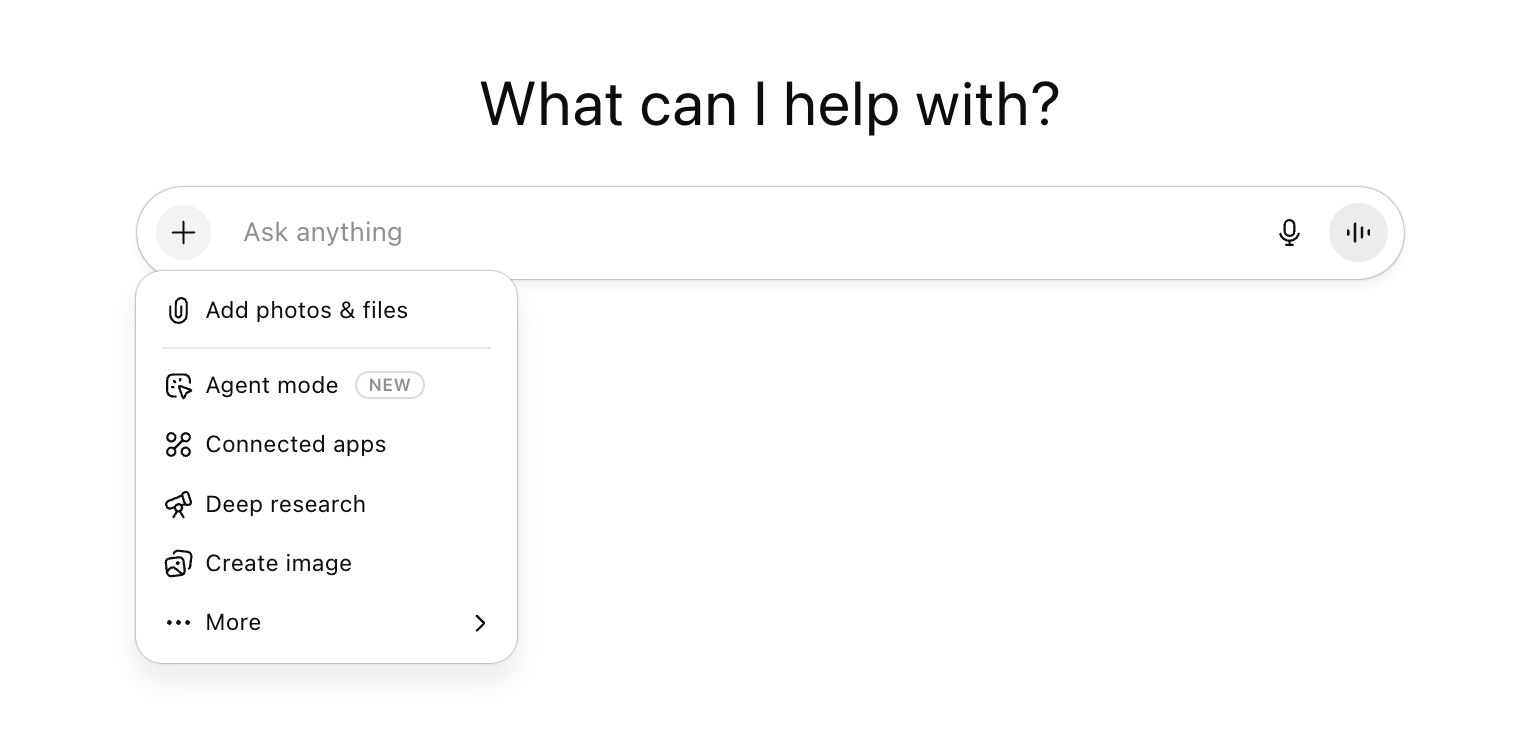 What can I help with?
Ask anything
Add photos & files
Agent mode NEW
Connected apps
Deep research
Create image
More